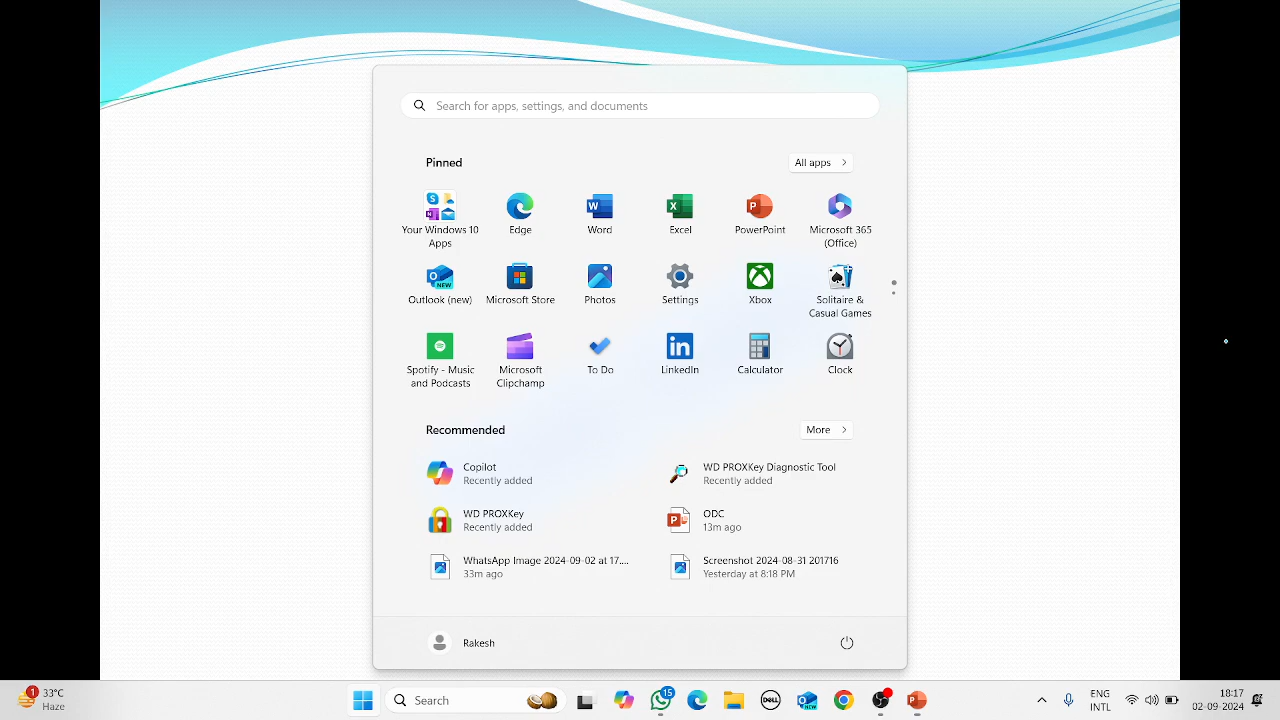 Search for apps, settings, and documents
Pinned
All apps
Your Windows 10 Apps
Edge
Word
Excel
PowerPoint
Microsoft 365 (Office)
Outlook (new)
Microsoft Store
Photos
Settings
Xbox
Solitaire & Casual Games
Spotify - Music and Podcasts
Microsoft Clipchamp
To Do
LinkedIn
Calculator
Clock
Recommended
More
Copilot
Recently added
WD PROXKey Diagnostic Tool
Recently added
WD PROXKey
Recently added
ODC
13m ago
WhatsApp Image 2024-09-02 at 17....
33m ago
Screenshot 2024-08-31 201716
Yesterday at 8:18 PM
Rakesh
1
33°C
Haze
Search
15
DELL
NEW
ENG
INTL
18:17
02-09-2024